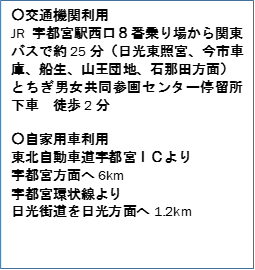 〇交通機関利用
JR 宇都宮駅西口８番乗り場から関東
バスで約 25 分（日光東照宮、今市車
庫、船生、山王団地、石那田方面）
とちぎ男女共同参画センター停留所
下車　徒歩 2 分

〇自家用車利用
東北自動車道宇都宮ＩＣより
宇都宮方面へ 6km
宇都宮環状線より
日光街道を日光方面へ 1.2km